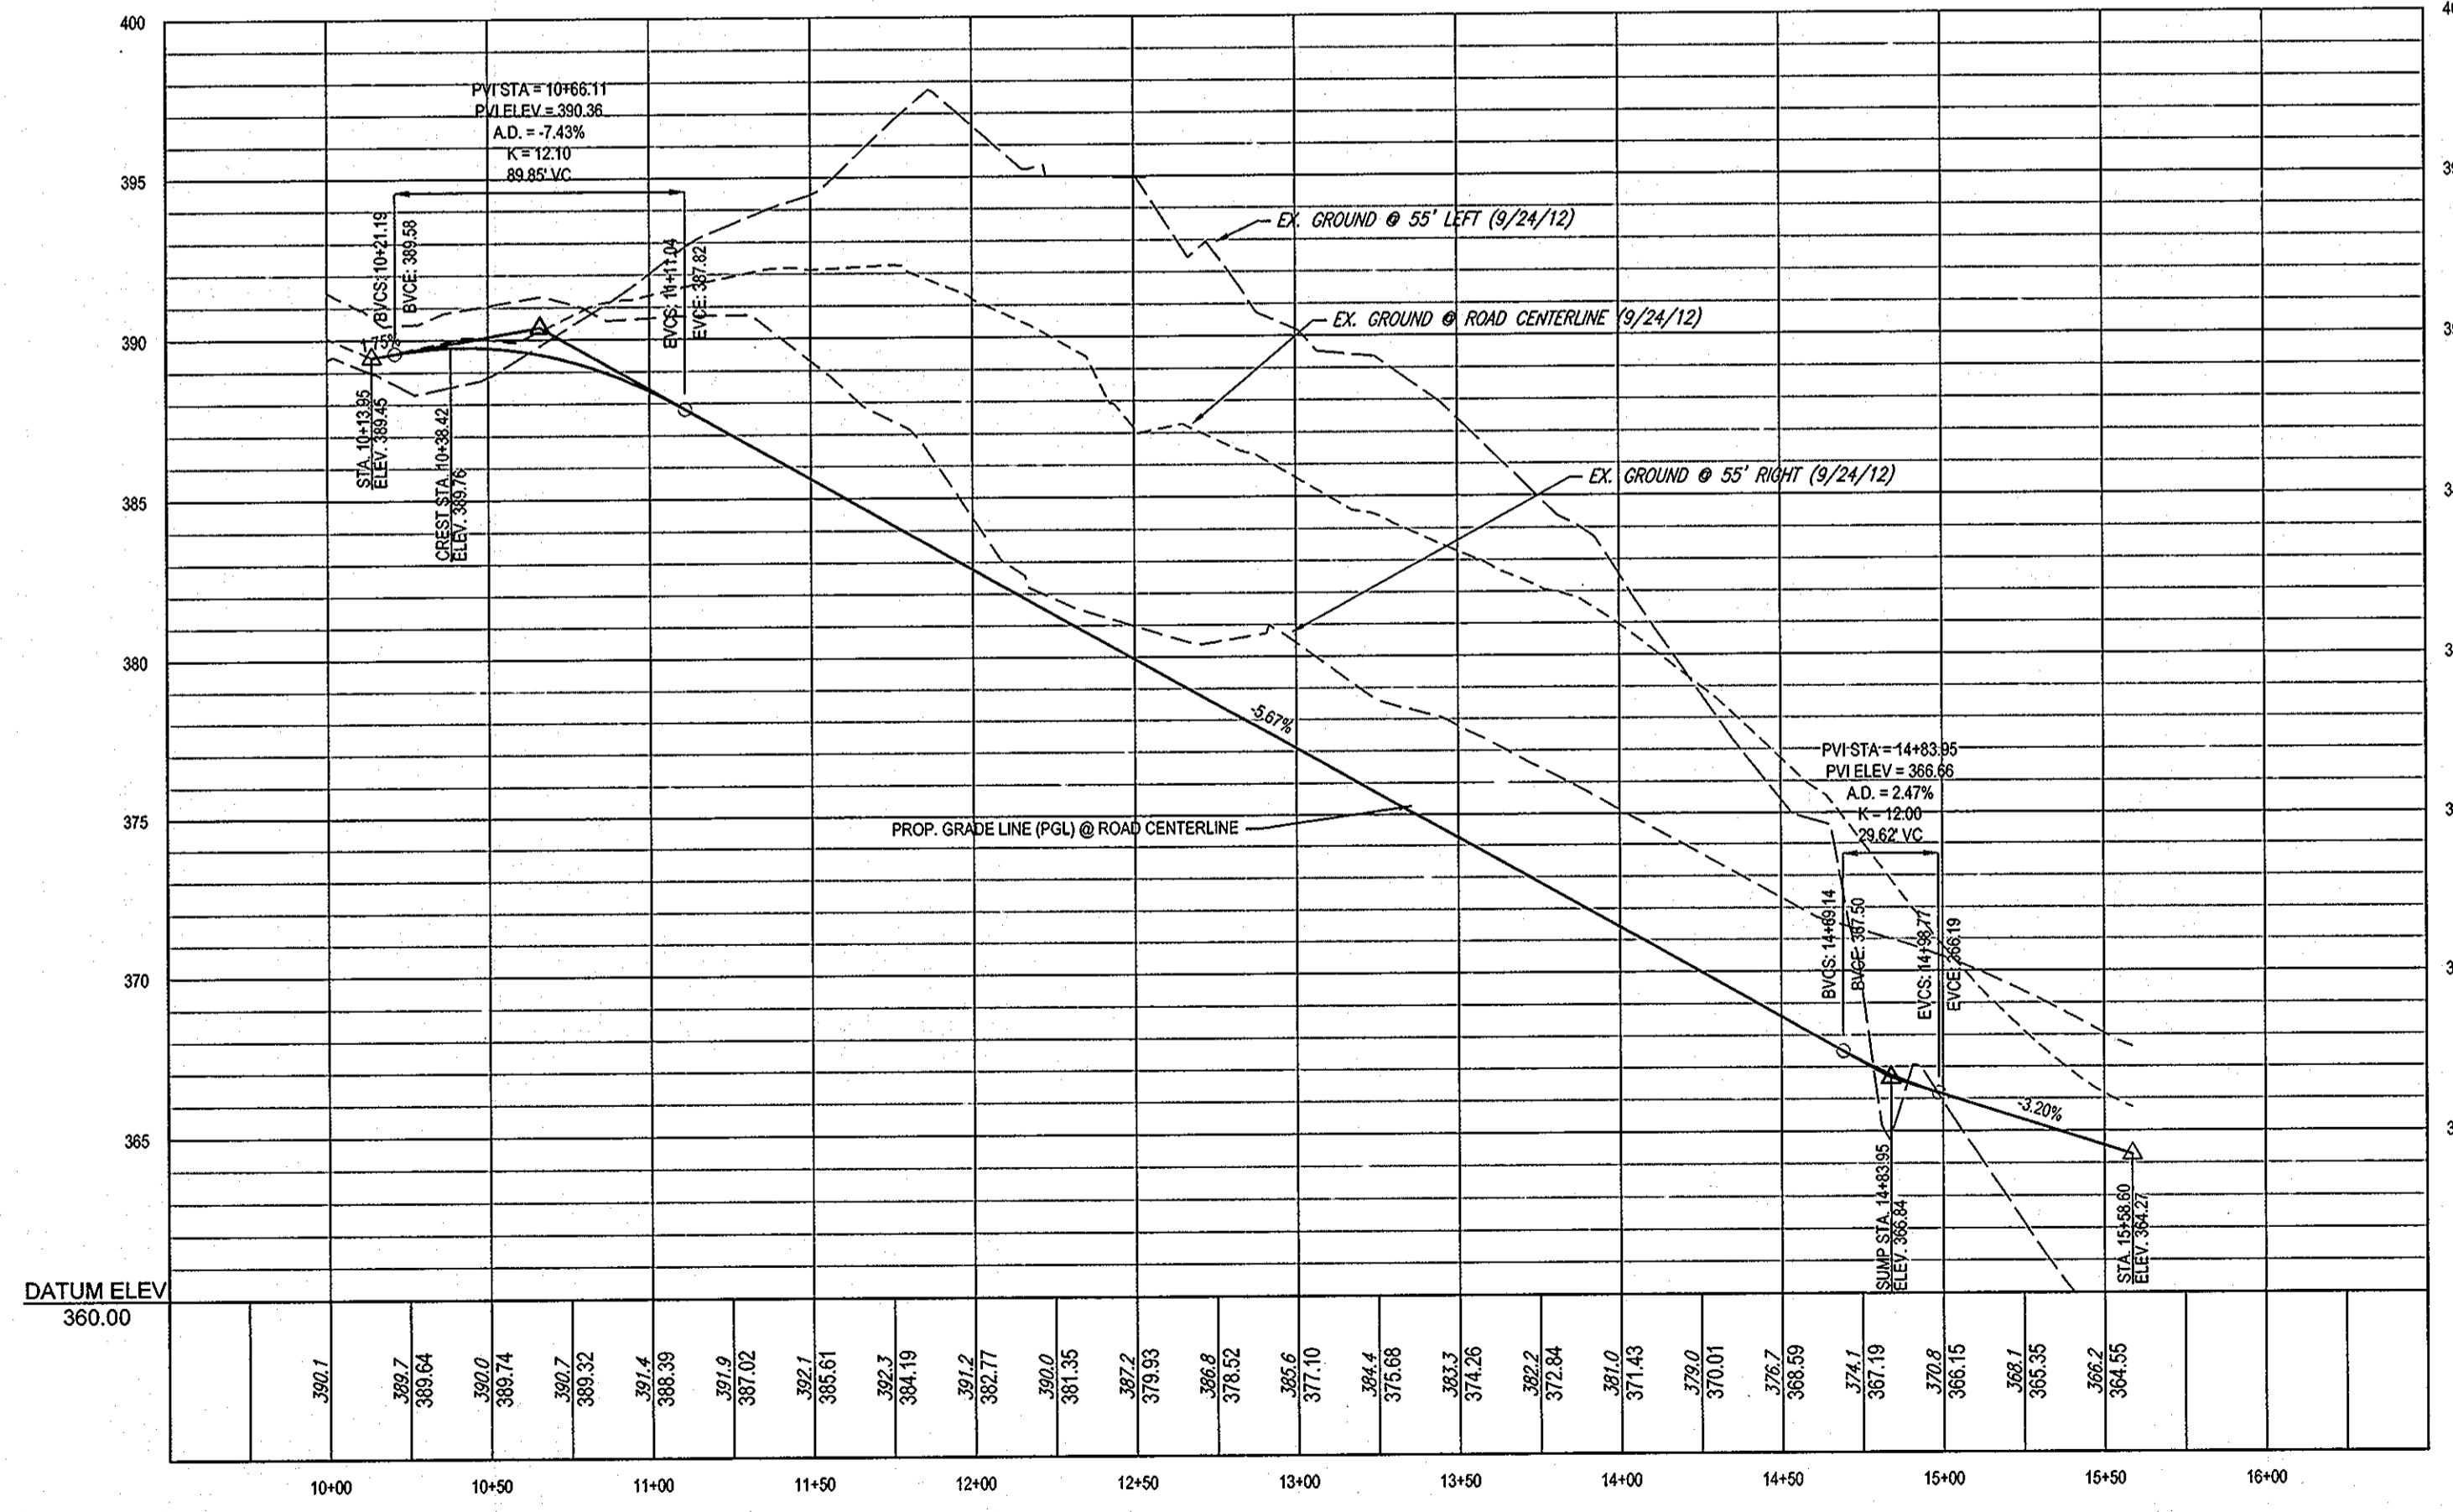 400
395
390
385
380
375
370
365
PVI STA = 10+66.11
PVI ELEV = 390.36
A.D. = -7.43%
K = 12.10
89.85' VC
BVCS: 10+21.19
BVCE: 389.58
EVCS: 11+11.04
EVCE: 387.82
1.75%
STA. 10+13.95
ELEV. 389.45
CREST STA. 10+38.42
ELEV. 389.76
EX. GROUND @ 55' LEFT (9/24/12)
EX. GROUND @ ROAD CENTERLINE (9/24/12)
EX. GROUND @ 55' RIGHT (9/24/12)
-5.67%
PROP. GRADE LINE (PGL) @ ROAD CENTERLINE
PVI STA = 14+83.95
PVI ELEV = 366.66
A.D. = 2.47%
K = 12.00
29.62' VC
BVCS: 14+69.14
BVCE: 367.50
EVCS: 14+98.77
EVCE: 366.19
-3.20%
SUMP STA. 14+83.95
ELEV. 366.84
STA. 15+58.60
ELEV. 364.27
DATUM ELEV
360.00
390.1
389.7
389.64
390.0
389.74
390.7
389.32
391.4
388.39
391.9
387.02
392.1
385.61
392.3
384.19
391.2
382.77
390.0
381.35
387.2
379.93
386.8
378.52
385.6
377.10
384.4
375.68
383.3
374.26
382.2
372.84
381.0
371.43
379.0
370.01
376.7
368.59
374.1
367.19
370.8
366.15
368.1
365.35
366.2
364.55
10+00
10+50
11+00
11+50
12+00
12+50
13+00
13+50
14+00
14+50
15+00
15+50
16+00